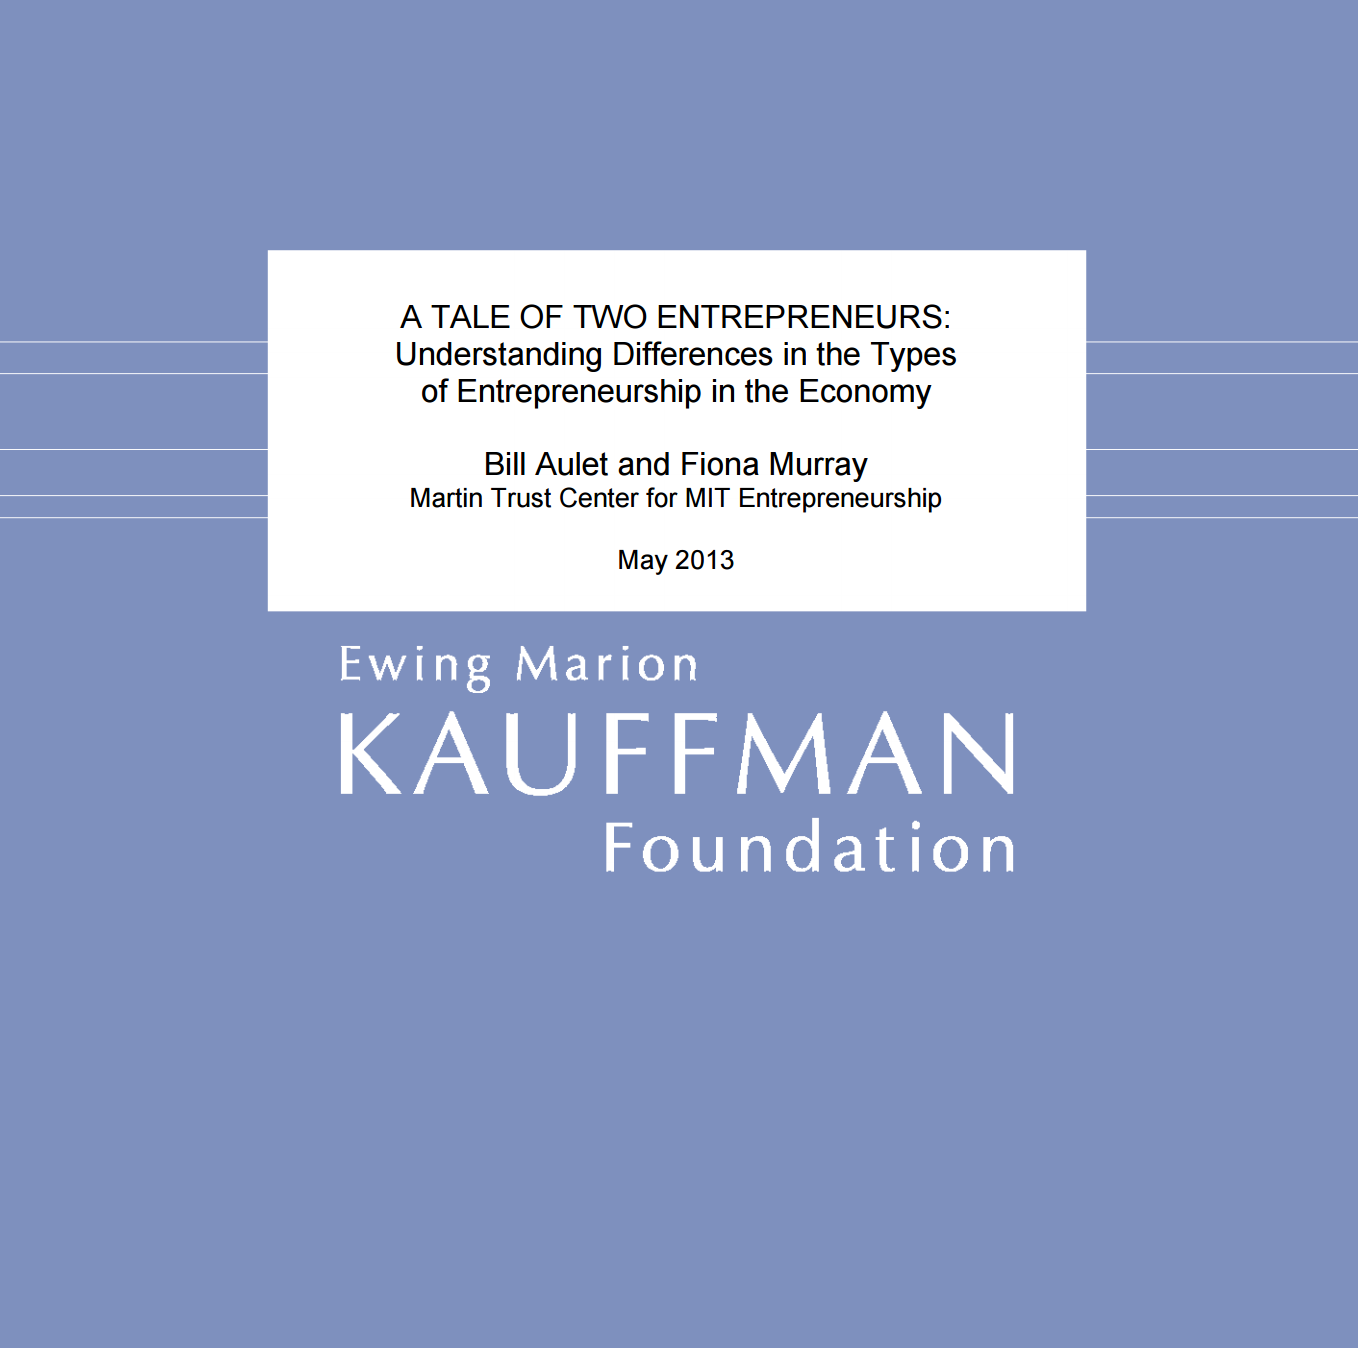 A TALE OF TWO ENTREPRENEURS:
Understanding Differences in the Types
of Entrepreneurship in the Economy
Bill Aulet and Fiona Murray
Martin Trust Center for MIT Entrepreneurship
May 2013
Ewing Marion
KAUFFMAN
Foundation